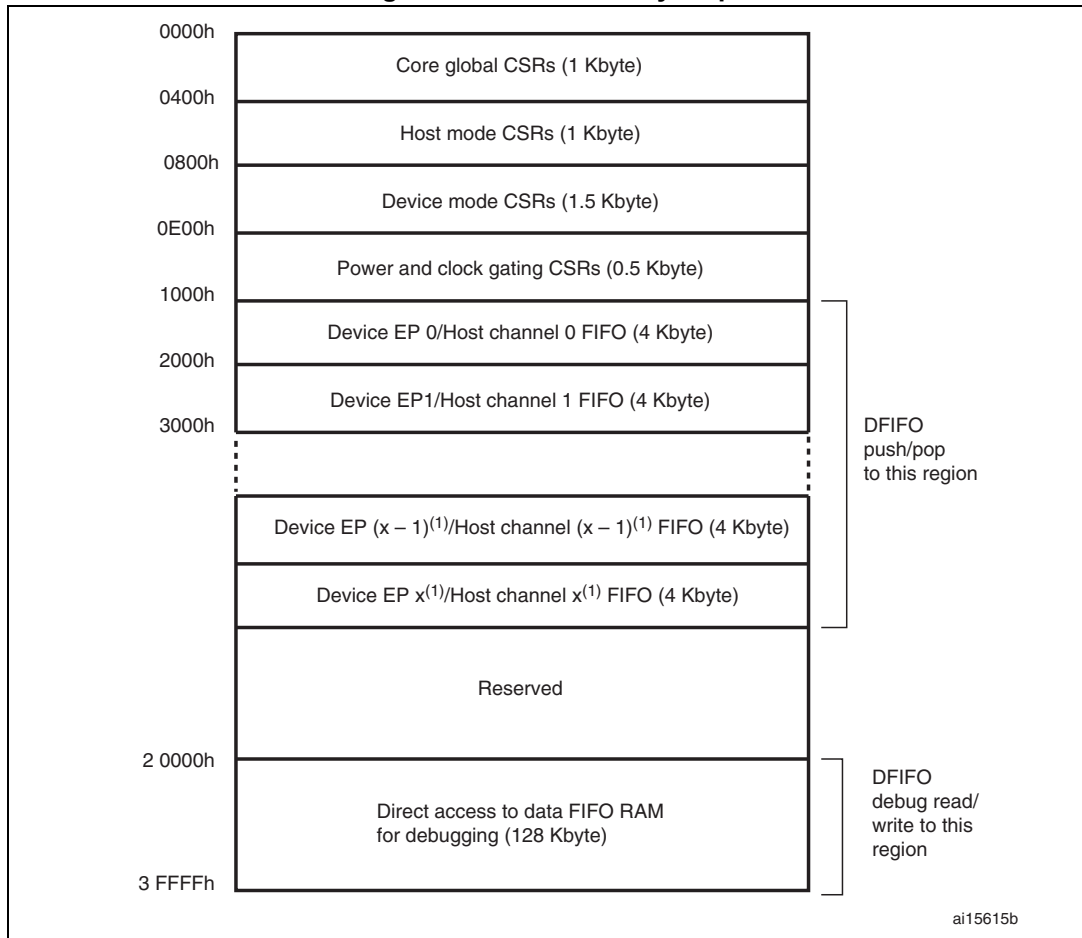 0000h
Core global CSRs (1 Kbyte)
0400h
Host mode CSRs (1 Kbyte)
0800h
Device mode CSRs (1.5 Kbyte)
0E00h
Power and clock gating CSRs (0.5 Kbyte)
1000h
Device EP 0/Host channel 0 FIFO (4 Kbyte)
2000h
Device EP1/Host channel 1 FIFO (4 Kbyte)
3000h
DFIFO
push/pop
to this region
Device EP (x – 1)(1)/Host channel (x – 1)(1) FIFO (4 Kbyte)
Device EP x(1)/Host channel x(1) FIFO (4 Kbyte)
Reserved
2 0000h
Direct access to data FIFO RAM
for debugging (128 Kbyte)
DFIFO
debug read/
write to this
region
3 FFFFh
ai15615b